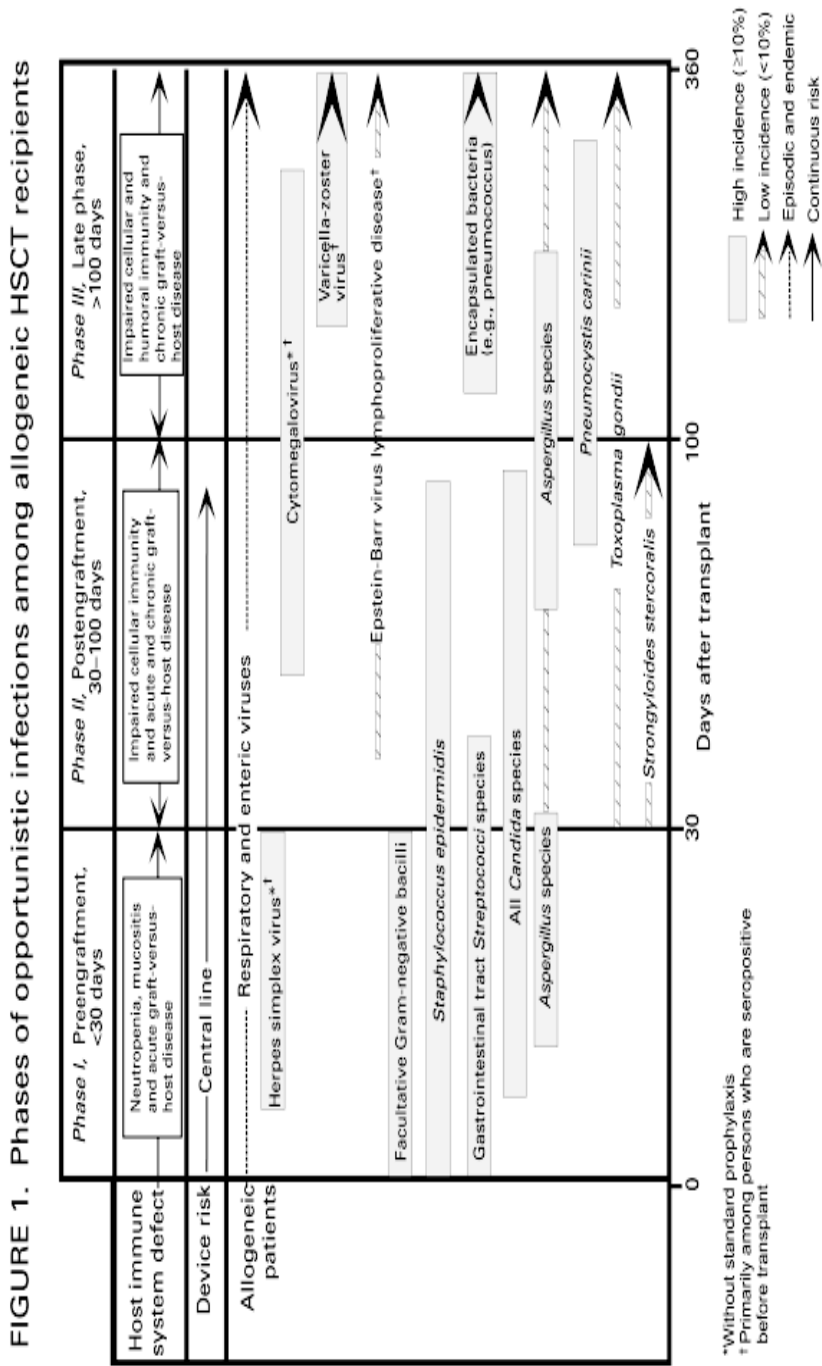 FIGURE 1. Phases of opportunistic infections among allogeneic HSCT recipients
Phase I, Preengraftment,
<30 days
Phase II, Postengraftment,
30–100 days
Phase III, Late phase,
>100 days
Host immune
system defect
Neutropenia, mucositis
and acute graft-versus-
host disease
Impaired cellular immunity
and acute and chronic graft-
versus-host disease
Impaired cellular and
humoral immunity and
chronic graft-versus-
host disease
Device risk
Central line
Allogeneic
patients
Respiratory and enteric viruses
Herpes simplex virus*†
Cytomegalovirus*†
Varicella-zoster
virus†
Epstein-Barr virus lymphoproliferative disease†
Facultative Gram-negative bacilli
Staphylococcus epidermidis
Gastrointestinal tract Streptococci species
Encapsulated bacteria
(e.g., pneumococcus)
All Candida species
Aspergillus species
Aspergillus species
Pneumocystis carinii
Toxoplasma gondii
Strongyloides stercoralis
0
30
100
360
Days after transplant
*Without standard prophylaxis
† Primarily among persons who are seropositive
before transplant
High incidence (≥10%)
Low incidence (<10%)
Episodic and endemic
Continuous risk